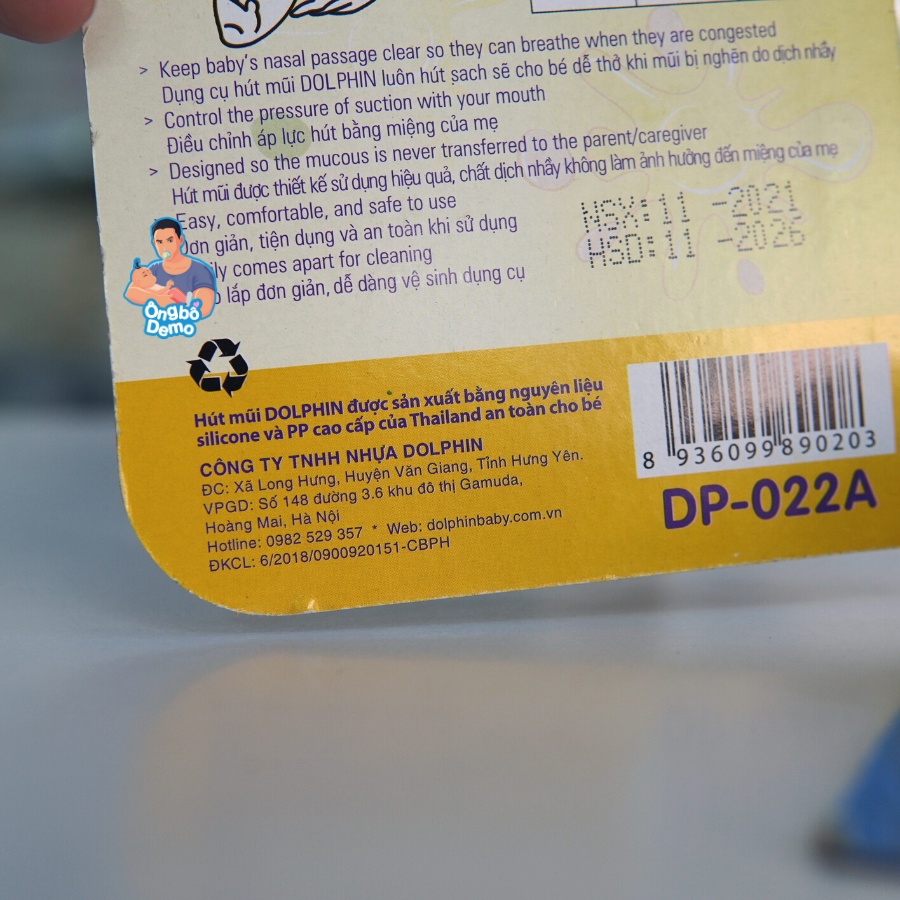 > Keep baby's nasal passage clear so they can breathe when they are congested
Dụng cụ hút mũi DOLPHIN luôn hút sạch sẽ cho bé dễ thở khi mũi bị nghẽn do dịch nhầy
> Control the pressure of suction with your mouth
Điều chỉnh áp lực hút bằng miệng của mẹ
> Designed so the mucous is never transferred to the parent/caregiver
Hút mũi được thiết kế sử dụng hiệu quả, chất dịch nhầy không làm ảnh hưởng đến miệng của mẹ
Easy, comfortable, and safe to use
đơn giản, tiện dụng và an toàn khi sử dụng
comes apart for cleaning
lắp đơn giản, dễ dàng vệ sinh dụng cụ
NSX: 11 -2021
HSD: 11 -2026
Ông bố
Demo
Hút mũi DOLPHIN được sản xuất bằng nguyên liệu
silicone và PP cao cấp của Thailand an toàn cho bé
CÔNG TY TNHH NHỰA DOLPHIN
ĐC: Xã Long Hưng, Huyện Văn Giang, Tỉnh Hưng Yên.
VPGD: Số 148 đường 3.6 khu đô thị Gamuda,
Hoàng Mai, Hà Nội
Hotline: 0982 529 357 * Web: dolphinbaby.com.vn
ĐKCL: 6/2018/0900920151-CBPH
8 936099 890203
DP-022A